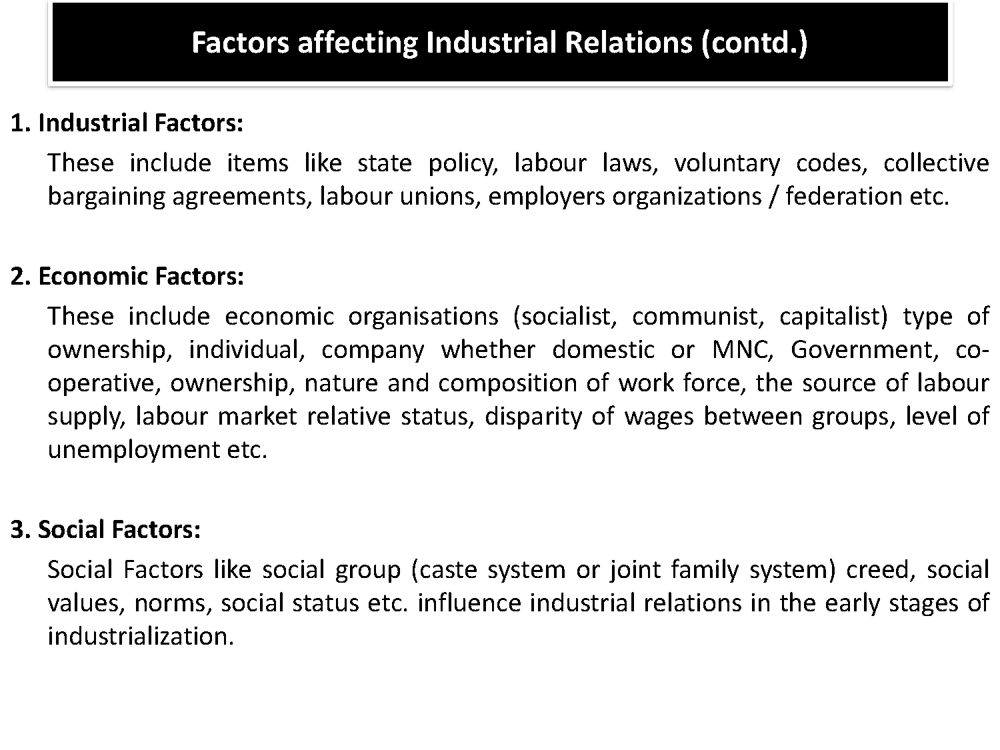 Factors affecting Industrial Relations (contd.)
1. Industrial Factors:
These include items like state policy, labour laws, voluntary codes, collective
bargaining agreements, labour unions, employers organizations / federation etc.
2. Economic Factors:
These include economic organisations (socialist, communist, capitalist) type of
ownership, individual, company whether domestic or MNC, Government, co-
operative, ownership, nature and composition of work force, the source of labour
supply, labour market relative status, disparity of wages between groups, level of
unemployment etc.
3. Social Factors:
Social Factors like social group (caste system or joint family system) creed, social
values, norms, social status etc. influence industrial relations in the early stages of
industrialization.